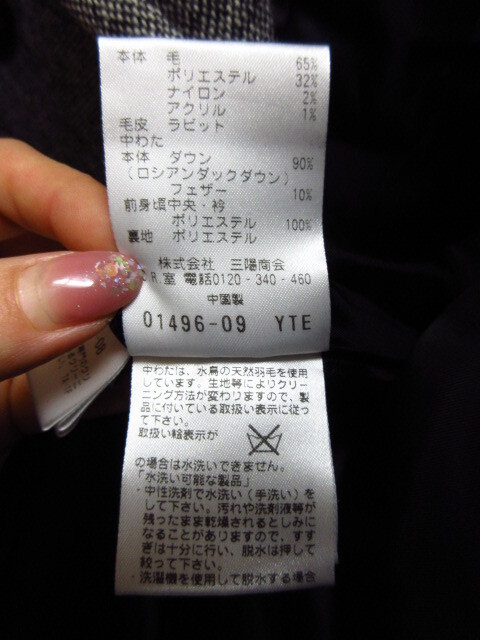 本体 毛 65%
ポリエステル 32%
ナイロン 2%
アクリル 1%
毛皮 ラビット
中わた
本体 ダウン 90%
(ロシアンダックダウン)
フェザー 10%
前身頃中央・衿
ポリエステル 100%
裏地 ポリエステル
株式会社 三陽商会
R.室 電話0120-340-460
中国製
01496-09 YTE
中わたは、水鳥の天然羽毛を使用
しています。生地等によりクリー
ニング方法が変わりますので、製
品に付いている取扱い表示に従っ
て下さい。
取扱い絵表示が
の場合は水洗いできません。
「水洗い可能な製品」
・中性洗剤で水洗い(手洗い)を
して下さい。汚れや洗剤液等が
残ったまま乾燥されるとしみに
なることがありますので、すす
ぎは十分に行い、脱水は押して
絞って下さい。
・洗濯機を使用して脱水する場合